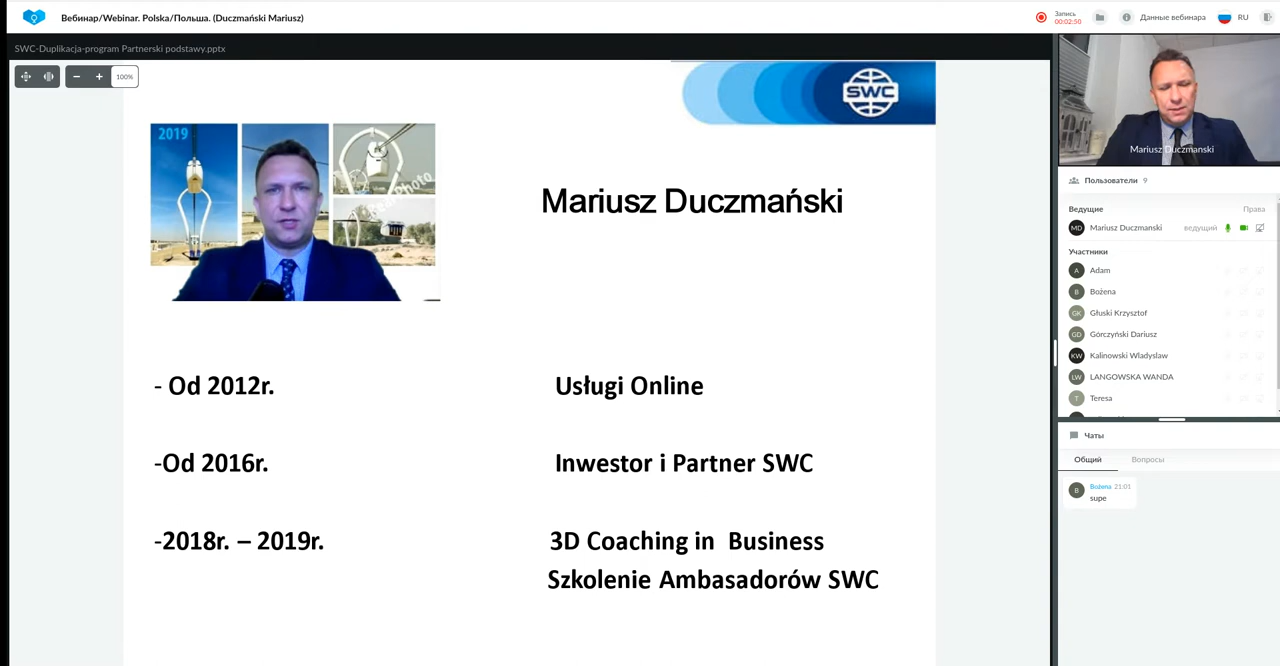 Вебинар/Webinar. Polska/Польша. (Duczmański Mariusz)
Запись
00:02:50
Данные вебинара
RU
SWC-Duplikacja-program Partnerski podstawy.pptx
100%
SWC
2019
Real photo
Mariusz Duczmański
- Od 2012r.
Usługi Online
-Od 2016r.
Inwestor i Partner SWC
-2018r. – 2019r.
3D Coaching in Business
Szkolenie Ambasadorów SWC
Mariusz Duczmanski
Пользователи 9
Ведущие
Права
MD Mariusz Duczmanski ведущий
Участники
A Adam
B Bożena
GK Głuski Krzysztof
GD Górczyński Dariusz
KW Kalinowski Wladyslaw
LW LANGOWSKA WANDA
T Teresa
Чаты
Общий
Вопросы
B Bożena 21:01
supe